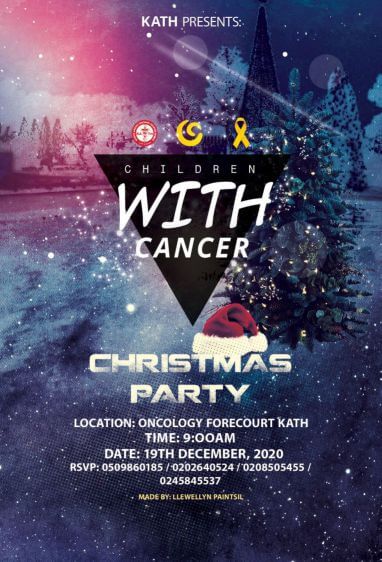 KATH PRESENTS:
CHILDREN
WITH
CANCER
CHRISTMAS
PARTY
LOCATION: ONCOLOGY FORECOURT KATH
TIME: 9:00AM
DATE: 19TH DECEMBER, 2020
RSVP: 0509860185 / 0202640524 / 0208505455 /
0245845537
MADE BY: LLEWELLYN PAINTSIL